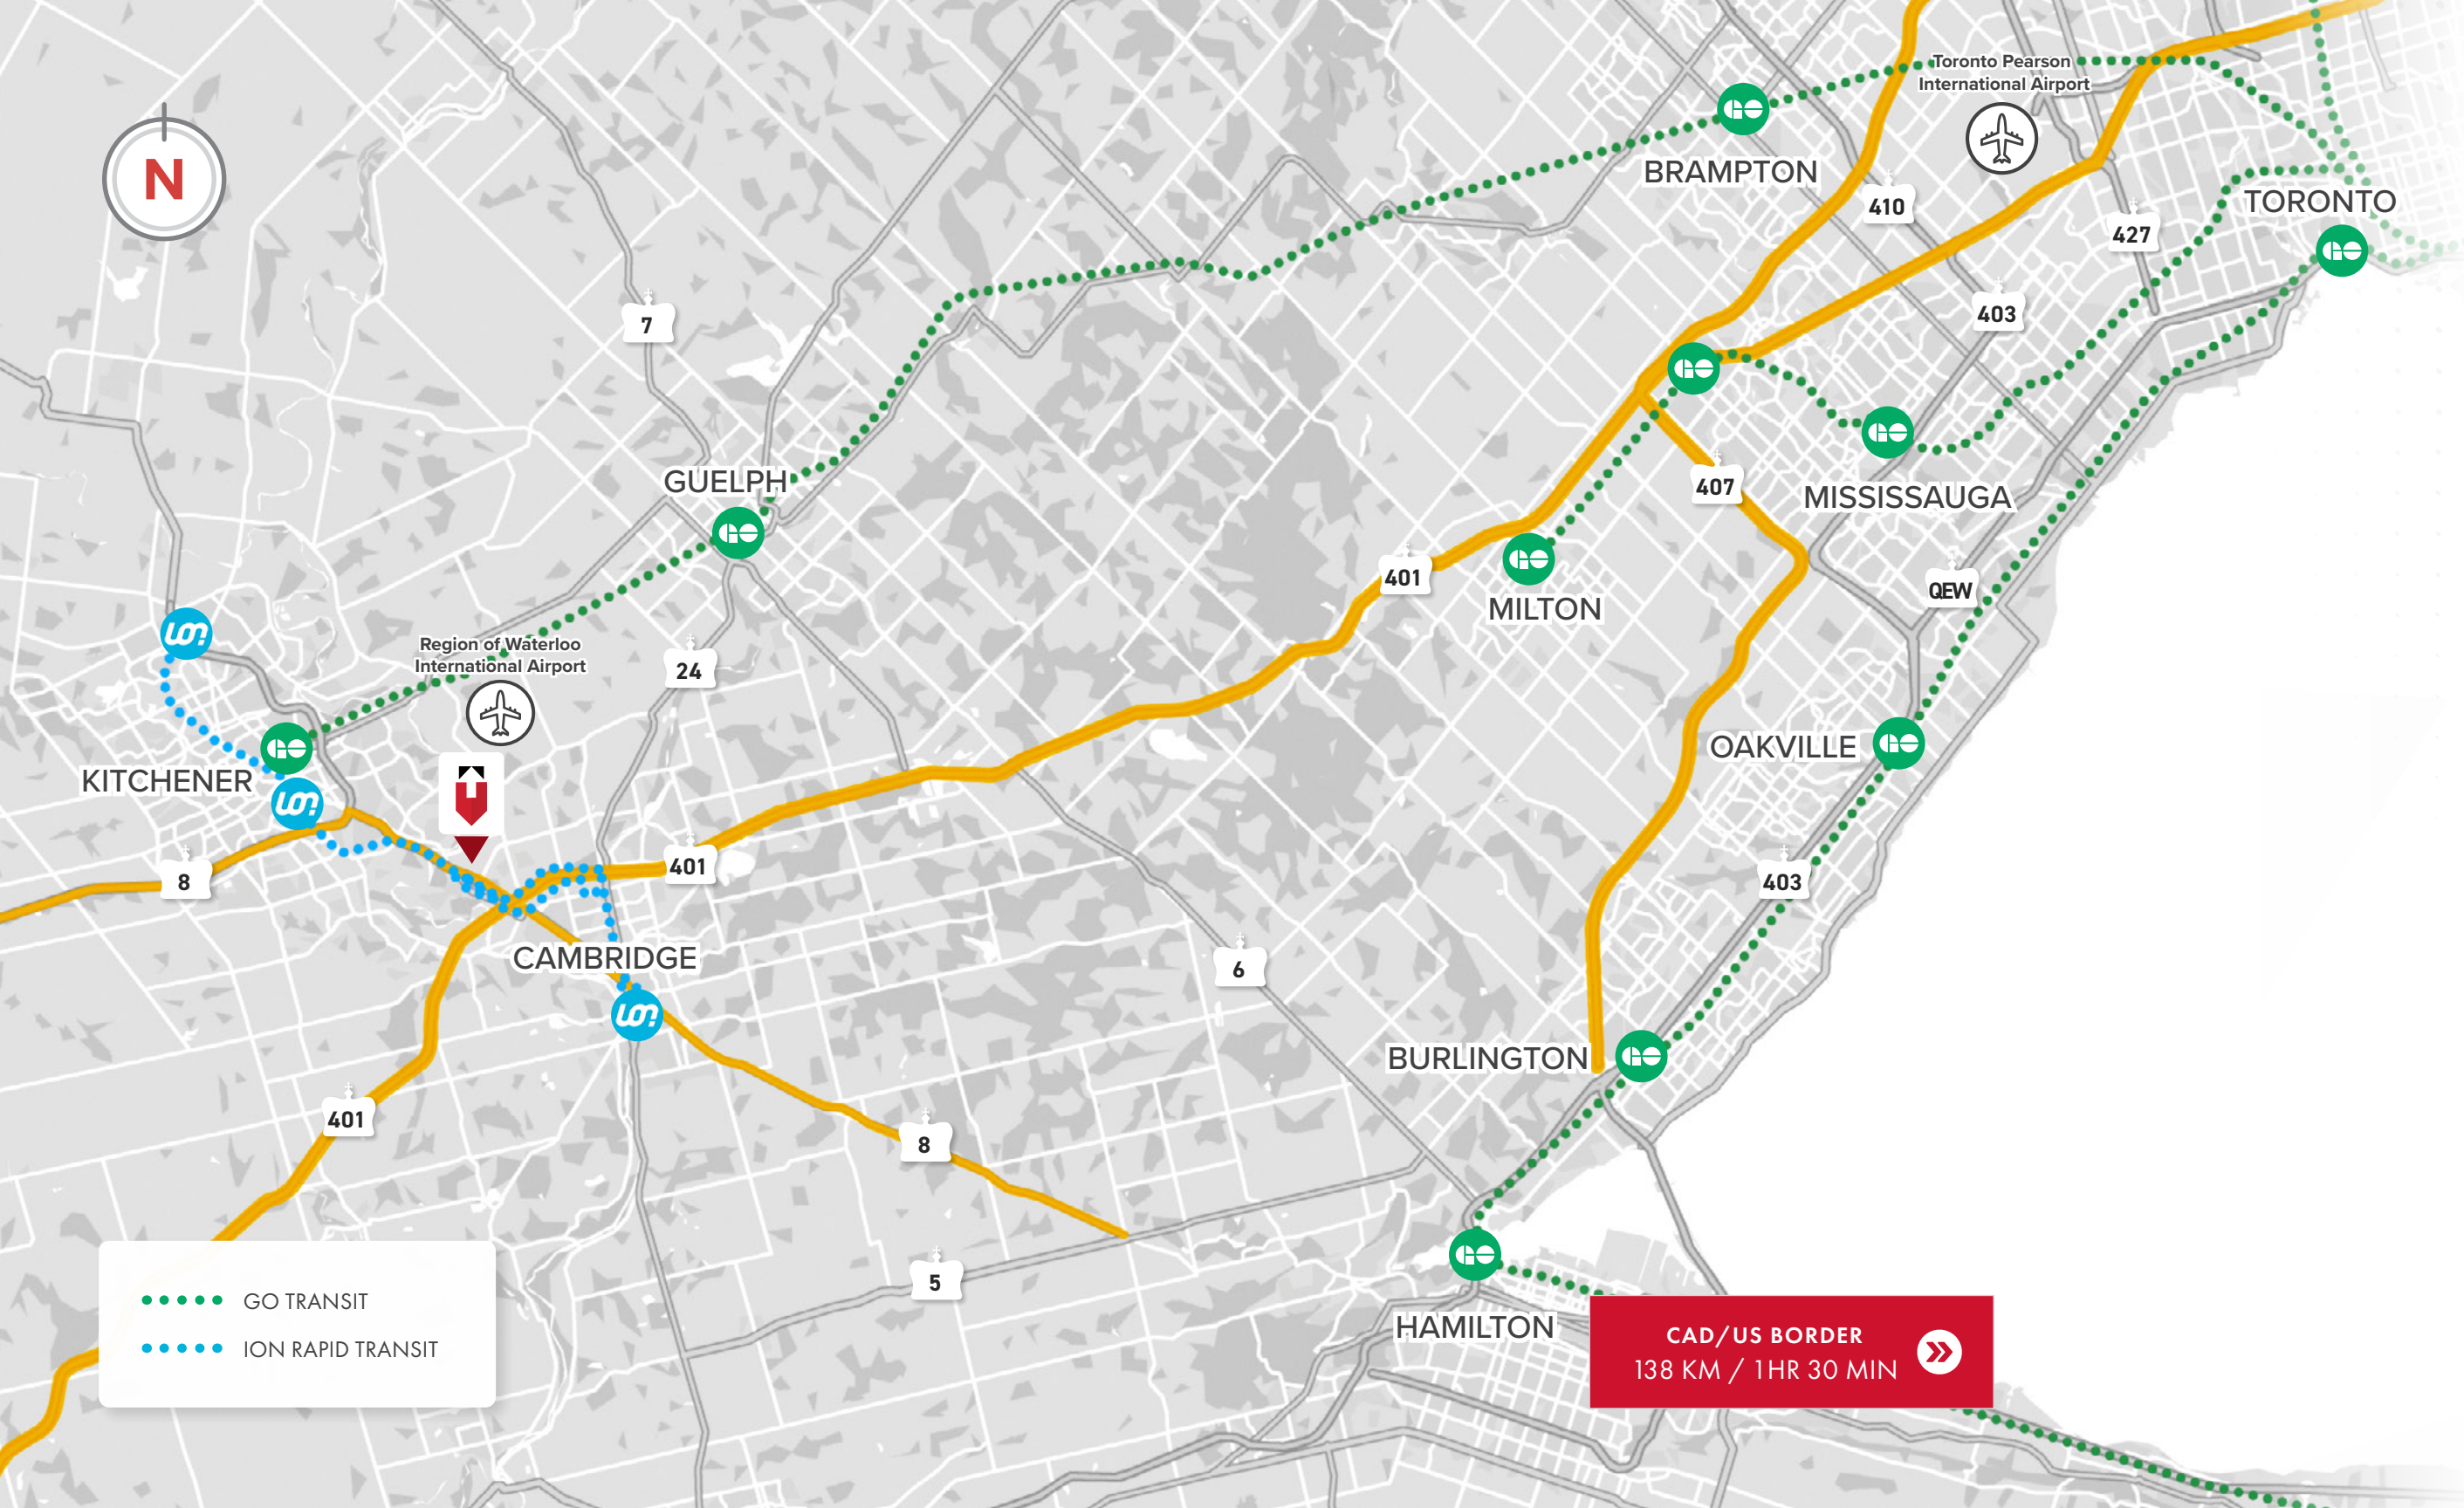 Toronto Pearson
International Airport
N
BRAMPTON
410
TORONTO
427
403
7
GUELPH
407
MISSISSAUGA
401
QEW
MILTON
Region of Waterloo
International Airport
24
OAKVILLE
KITCHENER
401
8
403
CAMBRIDGE
6
BURLINGTON
401
8
5
GO TRANSIT
ION RAPID TRANSIT
HAMILTON
CAD/US BORDER
138 KM / 1HR 30 MIN